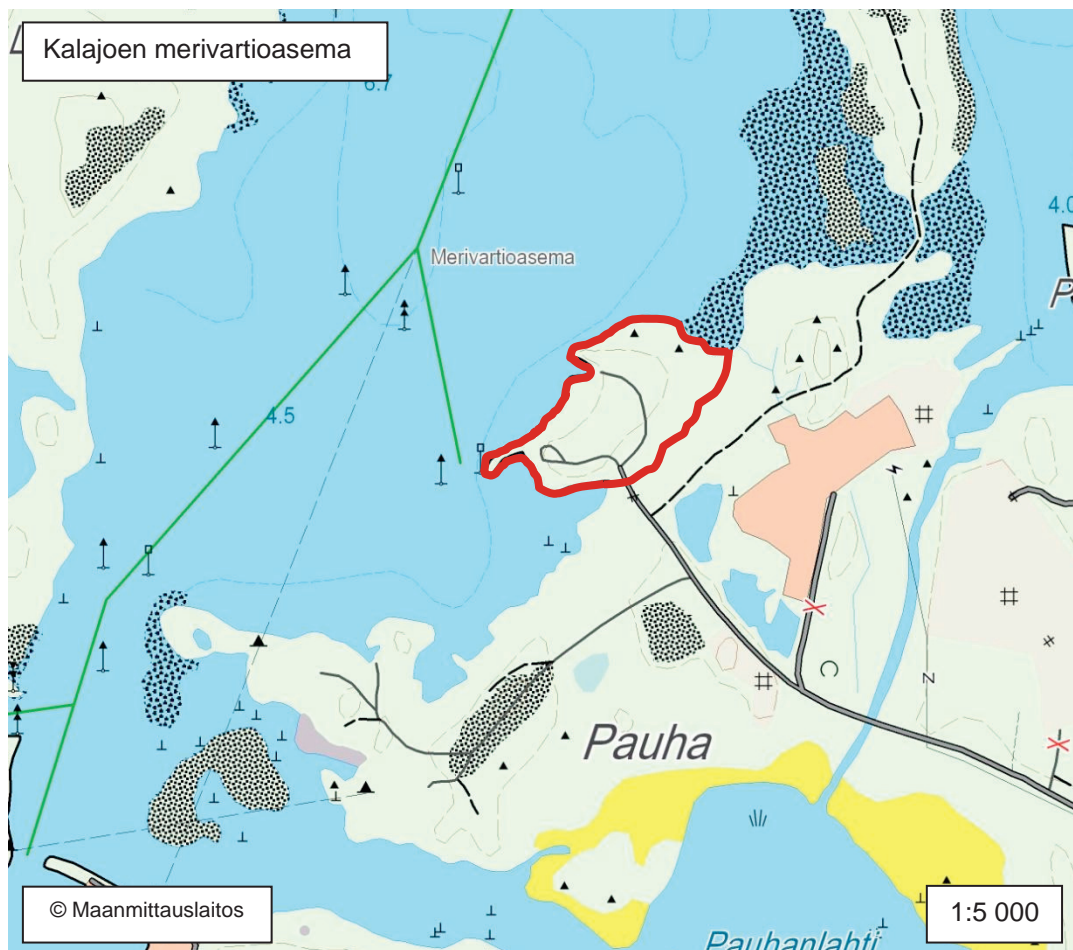 Kalajoen merivartioasema
6.7
4.0
Merivartioasema
4.5
Pauha
© Maanmittauslaitos
1:5 000
Pauhanlahti